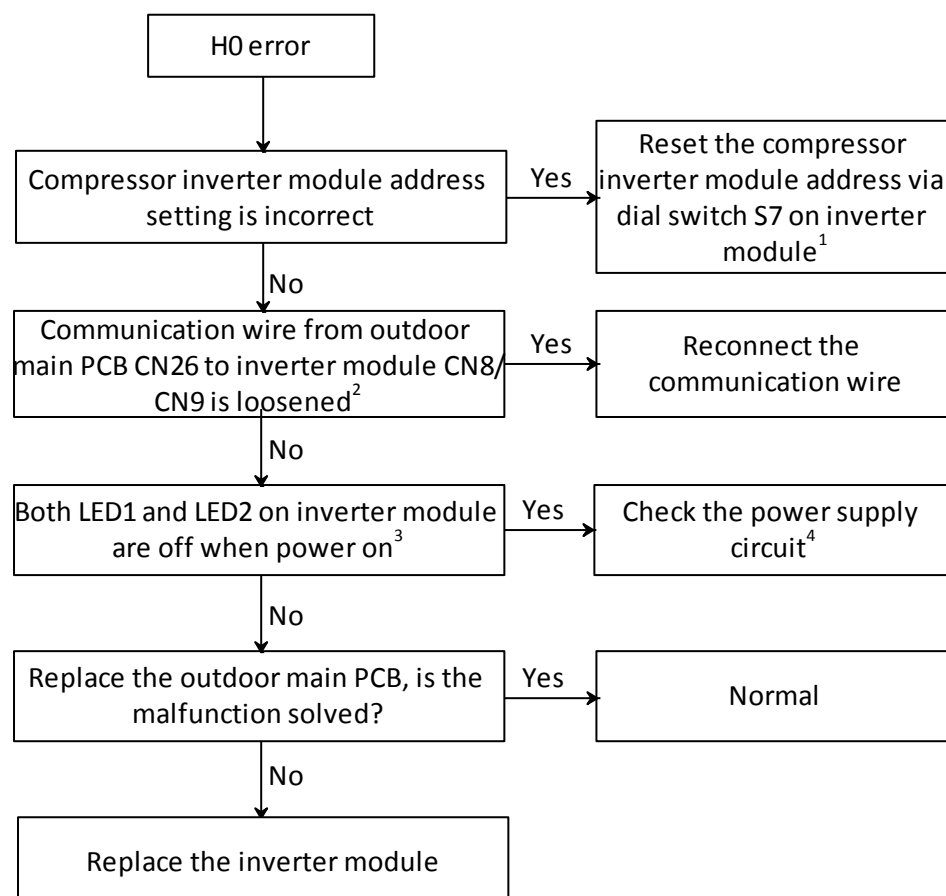 H0 error
Compressor inverter module address
setting is incorrect
Yes
Reset the compressor
inverter module address via
dial switch S7 on inverter
module¹
No
Communication wire from outdoor
main PCB CN26 to inverter module CN8/
CN9 is loosened²
Yes
Reconnect the
communication wire
No
Both LED1 and LED2 on inverter module
are off when power on³
Yes
Check the power supply
circuit⁴
No
Replace the outdoor main PCB, is the
malfunction solved?
Yes
Normal
No
Replace the inverter module